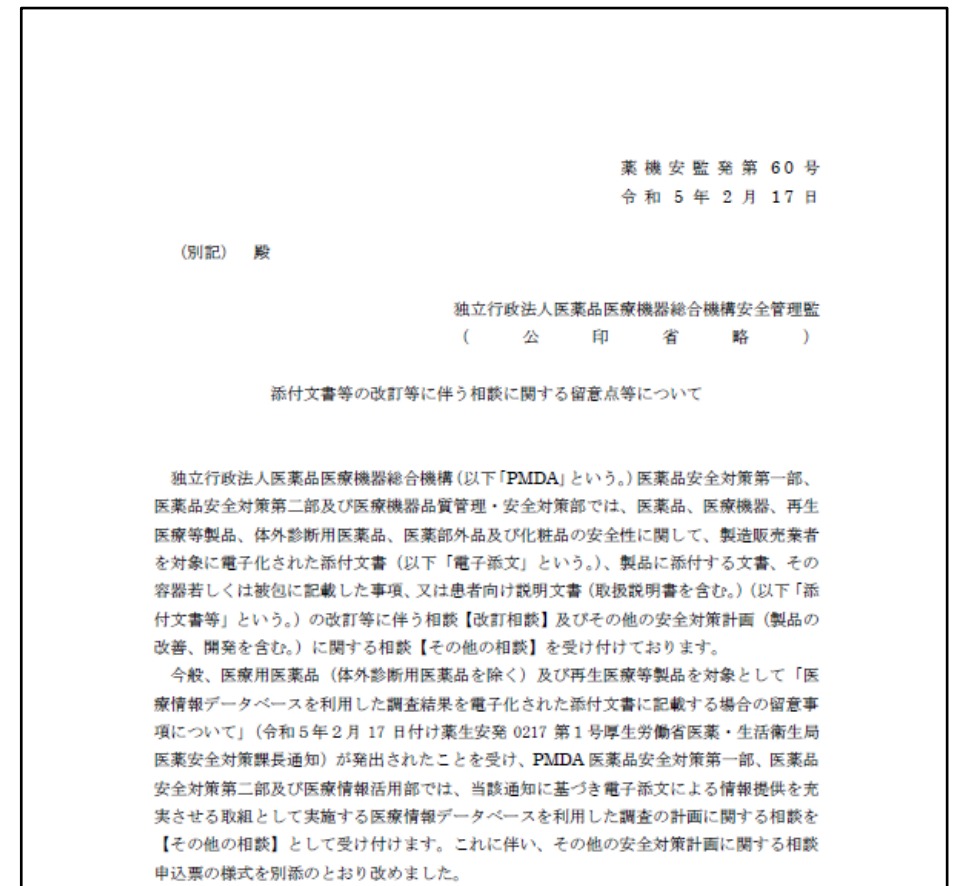 薬機安監発第 60 号
令和 5 年 2 月 17 日
（別記）　殿
独立行政法人医薬品医療機器総合機構安全管理監
（　公　印　省　略　）
添付文書等の改訂等に伴う相談に関する留意点等について
独立行政法人医薬品医療機器総合機構（以下「PMDA」という。）医薬品安全対策第一部、
医薬品安全対策第二部及び医療機器品質管理・安全対策部では、医薬品、医療機器、再生
医療等製品、体外診断用医薬品、医薬部外品及び化粧品の安全性に関して、製造販売業者
を対象に電子化された添付文書（以下「電子添文」という。）、製品に添付する文書、その
容器若しくは被包に記載した事項、又は患者向け説明文書（取扱説明書を含む。）（以下「添
付文書等」という。）の改訂等に伴う相談【改訂相談】及びその他の安全対策計画（製品の
改善、開発を含む。）に関する相談【その他の相談】を受け付けております。
今般、医療用医薬品（体外診断用医薬品を除く）及び再生医療等製品を対象として「医
療情報データベースを利用した調査結果を電子化された添付文書に記載する場合の留意事
項について」（令和５年２月 17 日付け薬生安発 0217 第１号厚生労働省医薬・生活衛生局
医薬安全対策課長通知）が発出されたことを受け、PMDA 医薬品安全対策第一部、医薬品
安全対策第二部及び医療情報活用部では、当該通知に基づき電子添文による情報提供を充
実させる取組として実施する医療情報データベースを利用した調査の計画に関する相談を
【その他の相談】として受け付けます。これに伴い、その他の安全対策計画に関する相談
申込票の様式を別添のとおり改めました。